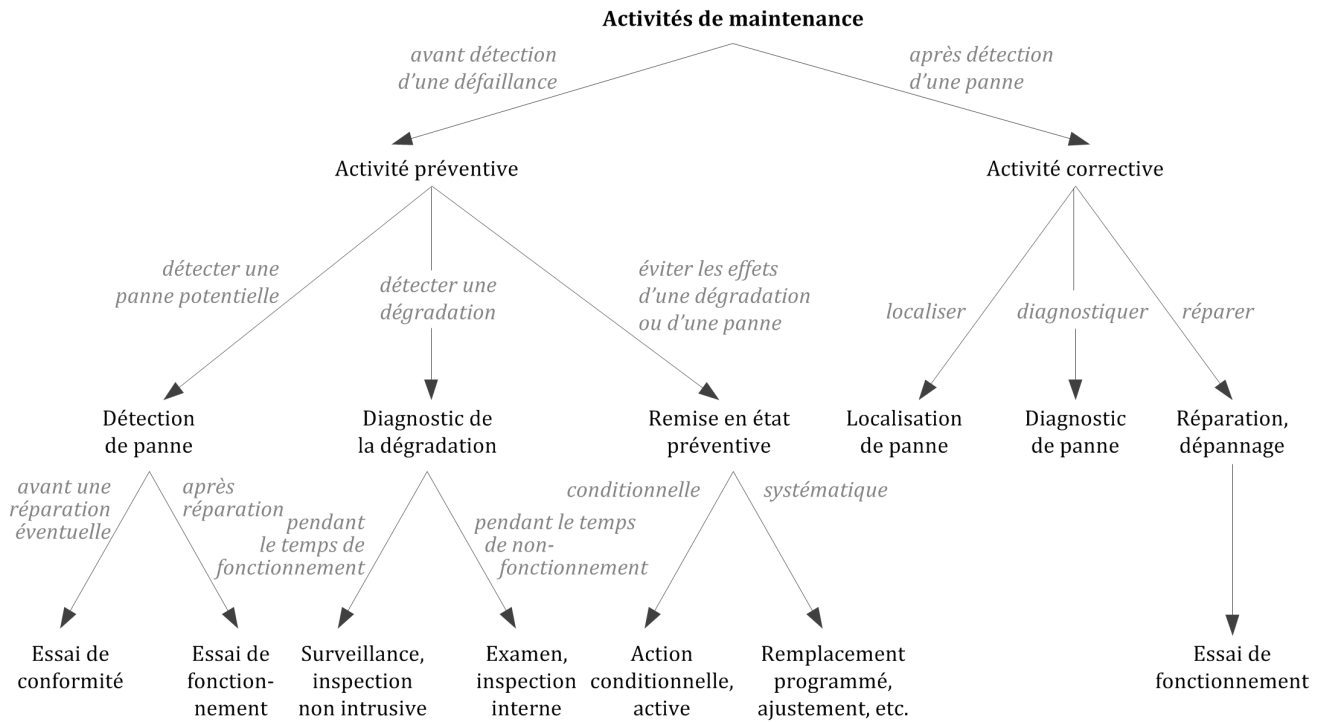 Activités de maintenance
avant détection
d'une défaillance
après détection
d'une panne
Activité préventive
Activité corrective
détecter une
panne potentielle
détecter une
dégradation
éviter les effets
d'une dégradation
ou d'une panne
localiser
diagnostiquer
réparer
Détection
de panne
Diagnostic de
la dégradation
Remise en état
préventive
Localisation
de panne
Diagnostic
de panne
Réparation,
dépannage
avant une
réparation
éventuelle
après
réparation
pendant
le temps de
fonctionnement
pendant le temps
de non-
fonctionnement
conditionnelle
systématique
Essai de
conformité
Essai de
fonction-
nement
Surveillance,
inspection
non intrusive
Examen,
inspection
interne
Action
conditionnelle,
active
Remplacement
programmé,
ajustement, etc.
Essai de
fonctionnement